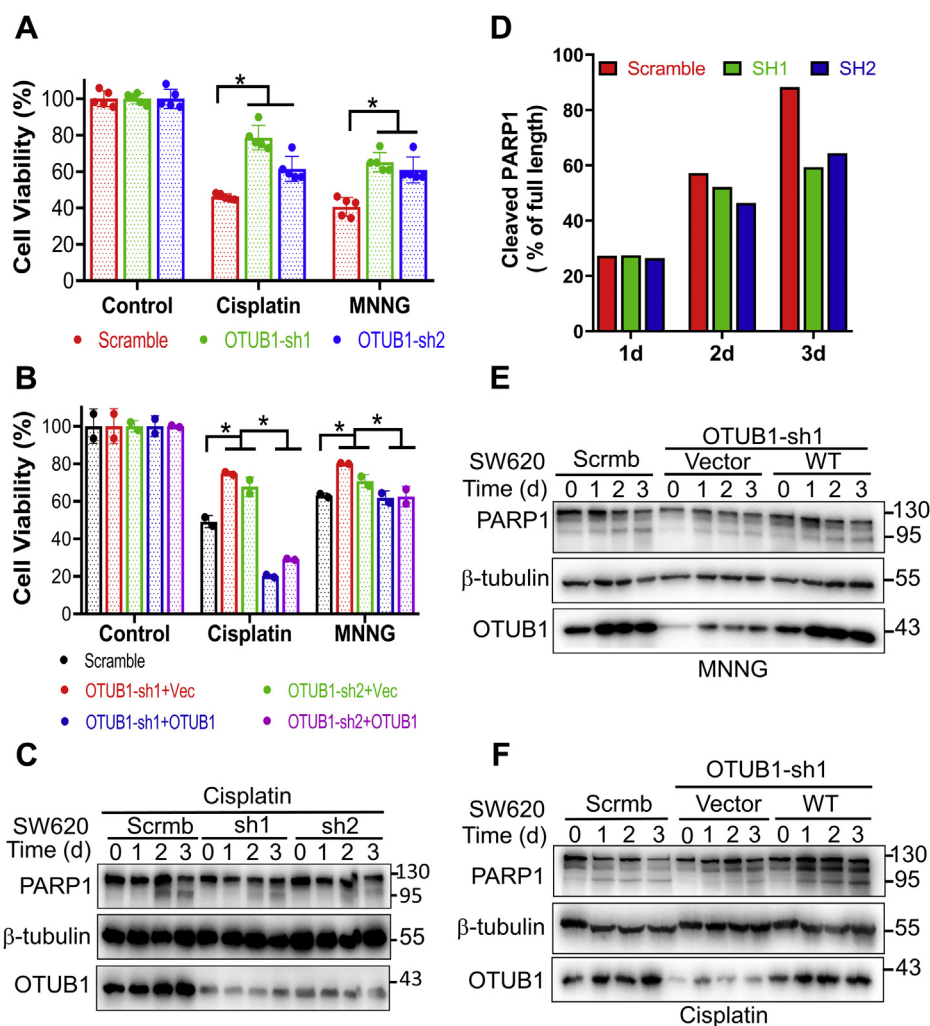 A
Cell Viability (%)
100
80
60
40
20
0
*
*
Control Cisplatin MNNG
Scramble OTUB1-sh1 OTUB1-sh2
B
Cell Viability (%)
100
80
60
40
20
0
* * * *
Control Cisplatin MNNG
Scramble
OTUB1-sh1+Vec OTUB1-sh2+Vec
OTUB1-sh1+OTUB1 OTUB1-sh2+OTUB1
C
Cisplatin
SW620 Scrmb sh1 sh2
Time (d) 0 1 2 3 0 1 2 3 0 1 2 3
PARP1 130
95
β-tubulin 55
OTUB1 43
D
Cleaved PARP1
( % of full length)
100
80
60
40
20
0
Scramble SH1 SH2
1d 2d 3d
E
OTUB1-sh1
SW620 Scrmb Vector WT
Time (d) 0 1 2 3 0 1 2 3 0 1 2 3
PARP1 130
95
β-tubulin 55
OTUB1 43
MNNG
F
OTUB1-sh1
SW620 Scrmb Vector WT
Time (d) 0 1 2 3 0 1 2 3 0 1 2 3
PARP1 130
95
β-tubulin 55
OTUB1 43
Cisplatin